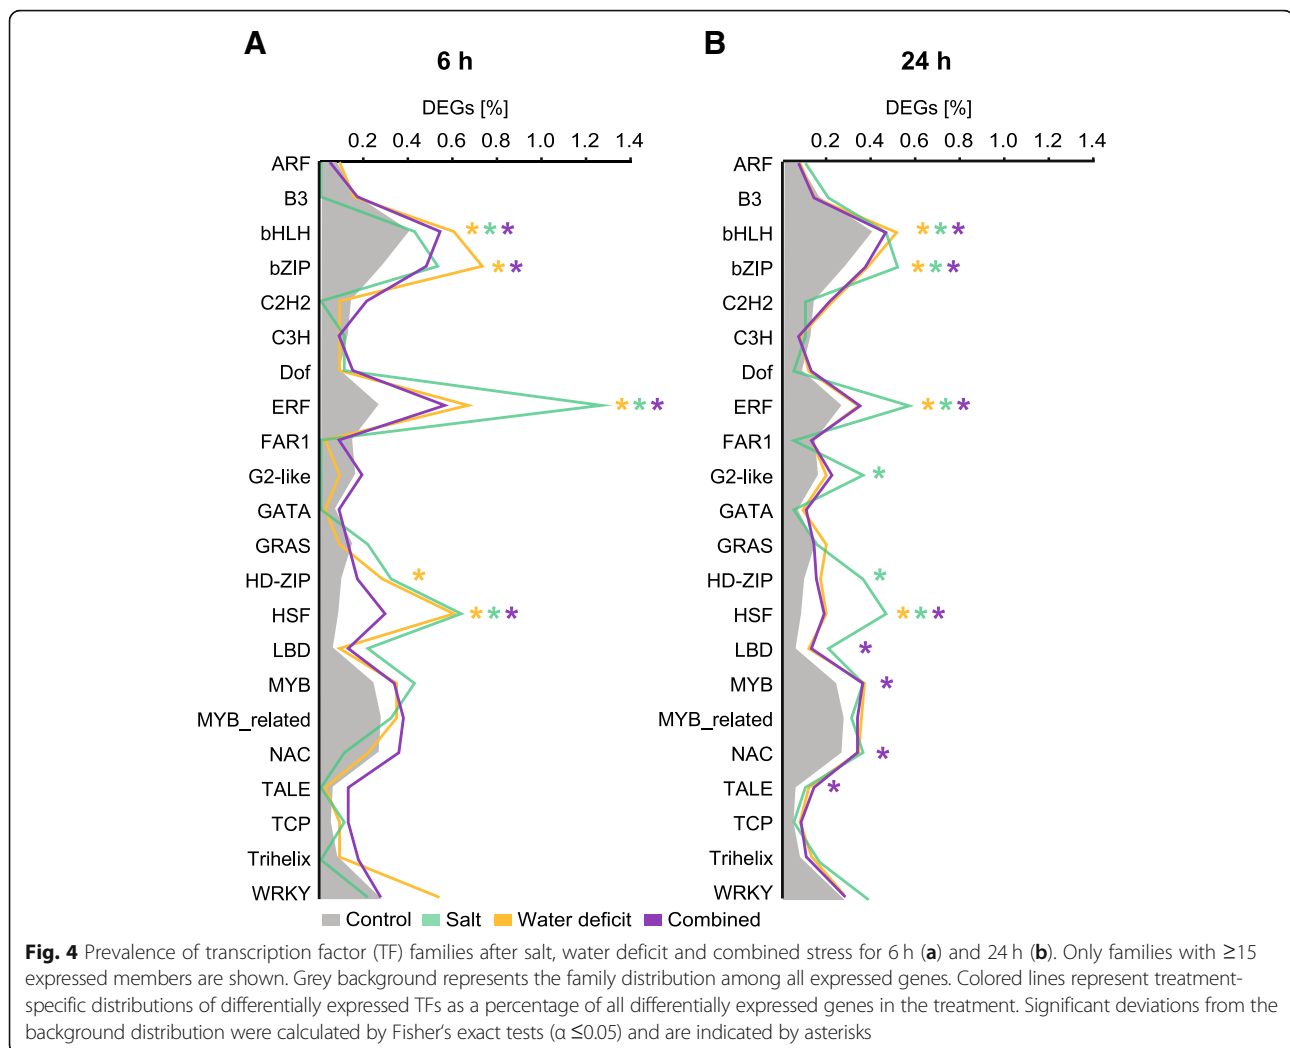 A
B
6 h
24 h
DEGs [%]
DEGs [%]
0.2 0.4 0.6 0.8 1.0 1.2 1.4
0.2 0.4 0.6 0.8 1.0 1.2 1.4
ARF
B3
bHLH
* * *
bZIP
* *
C2H2
C3H
Dof
ERF
* * *
FAR1
G2-like
GATA
GRAS
HD-ZIP
*
HSF
* * *
LBD
MYB
MYB_related
NAC
TALE
TCP
Trihelix
WRKY
ARF
B3
bHLH
* * *
bZIP
* * *
C2H2
C3H
Dof
ERF
* * *
FAR1
G2-like
*
GATA
GRAS
HD-ZIP
*
HSF
* * *
LBD
*
MYB
*
MYB_related
NAC
*
TALE
*
TCP
Trihelix
WRKY
Control Salt Water deficit Combined
Fig. 4 Prevalence of transcription factor (TF) families after salt, water deficit and combined stress for 6 h (a) and 24 h (b). Only families with ≥15
expressed members are shown. Grey background represents the family distribution among all expressed genes. Colored lines represent treatment-
specific distributions of differentially expressed TFs as a percentage of all differentially expressed genes in the treatment. Significant deviations from the
background distribution were calculated by Fisher's exact tests (α ≤0.05) and are indicated by asterisks